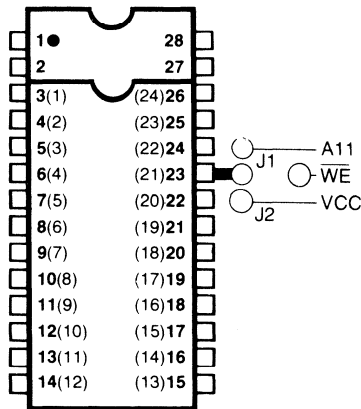 1 28
2 27
3(1) (24)26
4(2) (23)25
5(3) (22)24 A11
J1
6(4) (21)23 WE
7(5) (20)22 VCC
J2
8(6) (19)21
9(7) (18)20
10(8) (17)19
11(9) (16)18
12(10) (15)17
13(11) (14)16
14(12) (13)15